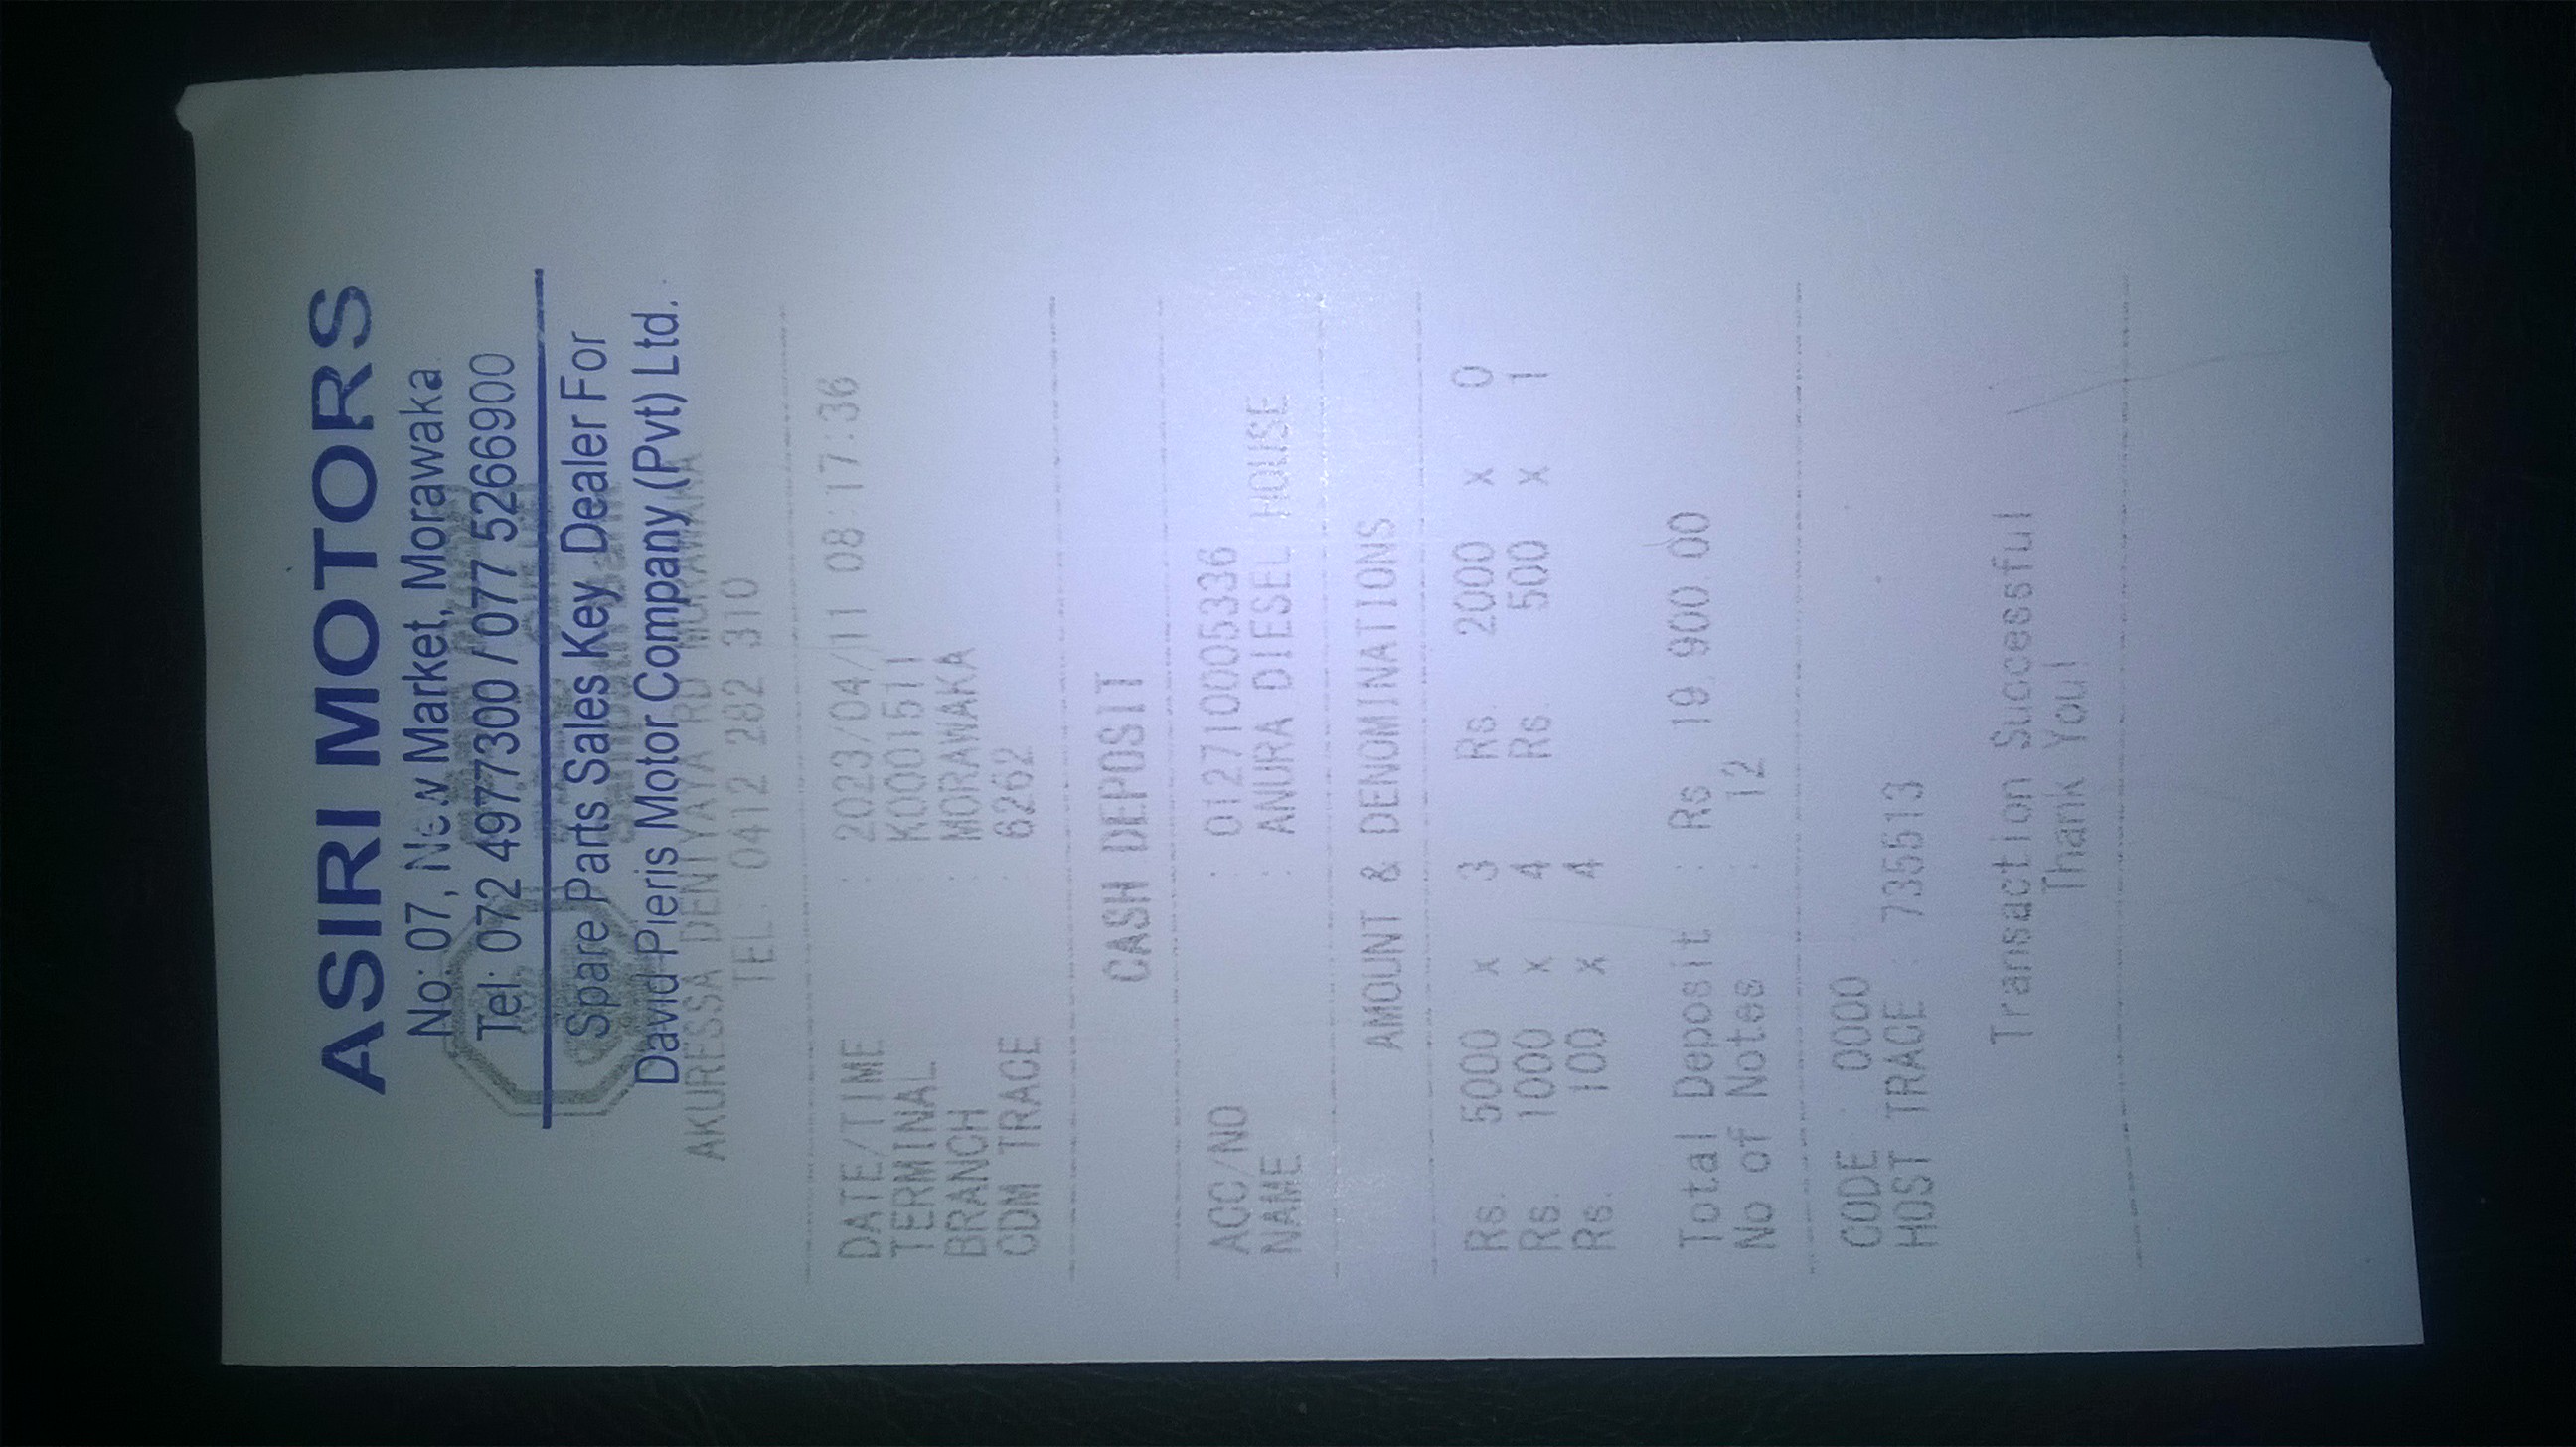 ASIRI MOTORS
No: 07, New Market, Morawaka
Tel: 072 4977300 / 077 5266900
Spare Parts Sales Key Dealer For
David Pieris Motor Company (Pvt) Ltd.
AKURESSA DENIYAYA RD MORAWAKA
TEL: 0412 282 310
DATE/TIME : 2023/04/11 08:17:36
TERMINAL : K0001511
BRANCH : MORAWAKA
CDM TRACE : 6262
CASH DEPOSIT
ACC/NO : 012710005336
NAME : ANURA DIESEL HOUSE
AMOUNT & DENOMINATIONS
Rs. 5000 x 3 Rs. 2000 x 0
Rs. 1000 x 4 Rs. 500 x 1
Rs. 100 x 4
Total Deposit : Rs 19,900.00
No of Notes : 12
CODE : 0000
HOST TRACE : 735513
Transaction Successful
Thank You!